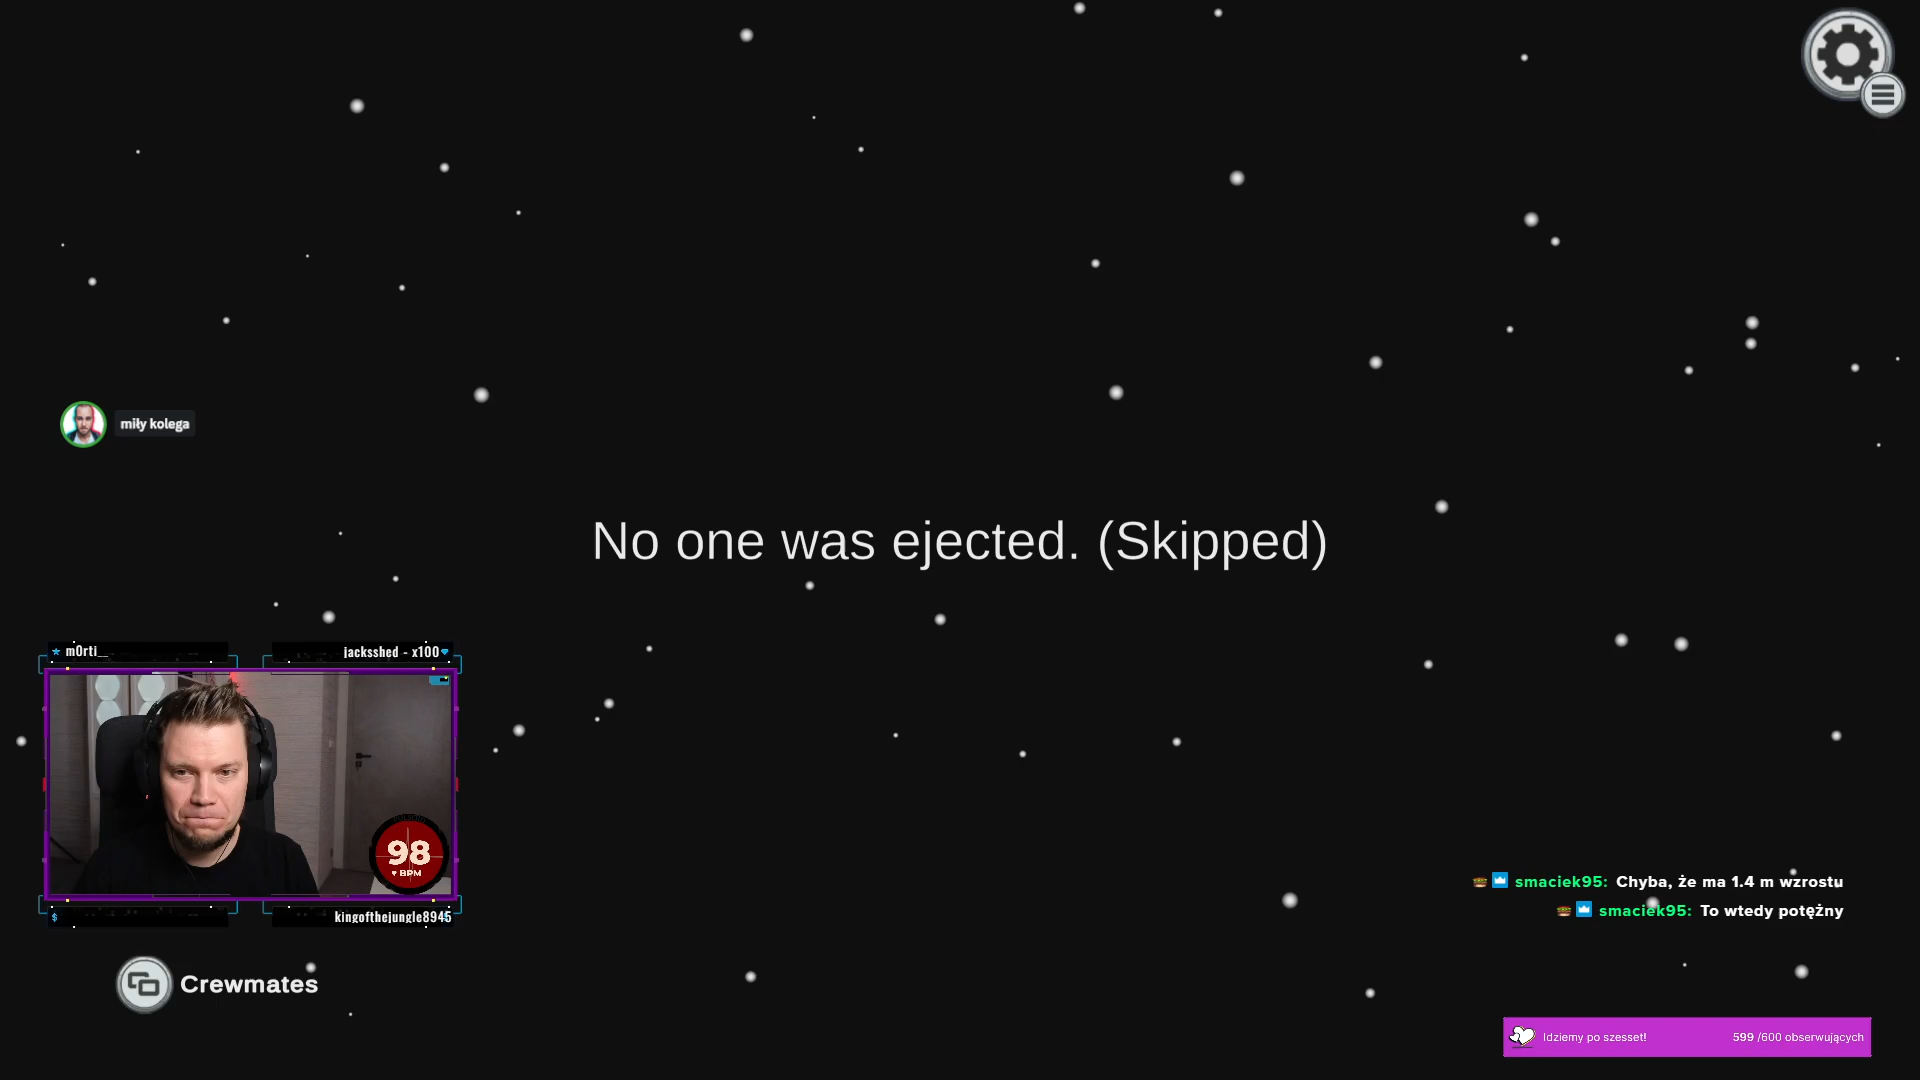 miły kolega
No one was ejected. (Skipped)
m0rti__
jacksshed - x100
98
BPM
kingofthejungle8945
$
smaciek95: Chyba, że ma 1.4 m wzrostu
smaciek95: To wtedy potężny
Crewmates
Idziemy po szesset!
599 /600 obserwujących